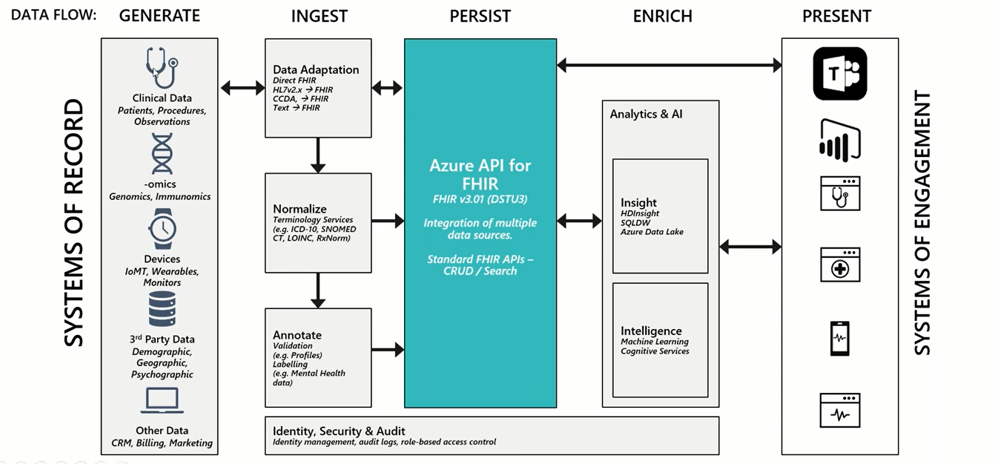 DATA FLOW:
GENERATE
INGEST
PERSIST
ENRICH
PRESENT
SYSTEMS OF RECORD
Clinical Data
Patients, Procedures,
Observations
-omics
Genomics, Immunomics
Devices
IoMT, Wearables,
Monitors
3rd Party Data
Demographic,
Geographic,
Psychographic
Other Data
CRM, Billing, Marketing
Data Adaptation
Direct FHIR
HL7v2.x → FHIR
CCDA, → FHIR
Text → FHIR
Normalize
Terminology Services
(e.g. ICD-10, SNOMED
CT, LOINC, RxNorm)
Annotate
Validation
(e.g. Profiles)
Labelling
(e.g. Mental Health
data)
Azure API for
FHIR
FHIR v3.01 (DSTU3)
Integration of multiple
data sources.
Standard FHIR APIs –
CRUD / Search
Analytics & AI
Insight
HDInsight
SQLDW
Azure Data Lake
Intelligence
Machine Learning
Cognitive Services
Identity, Security & Audit
Identity management, audit logs, role-based access control
T
SYSTEMS OF ENGAGEMENT